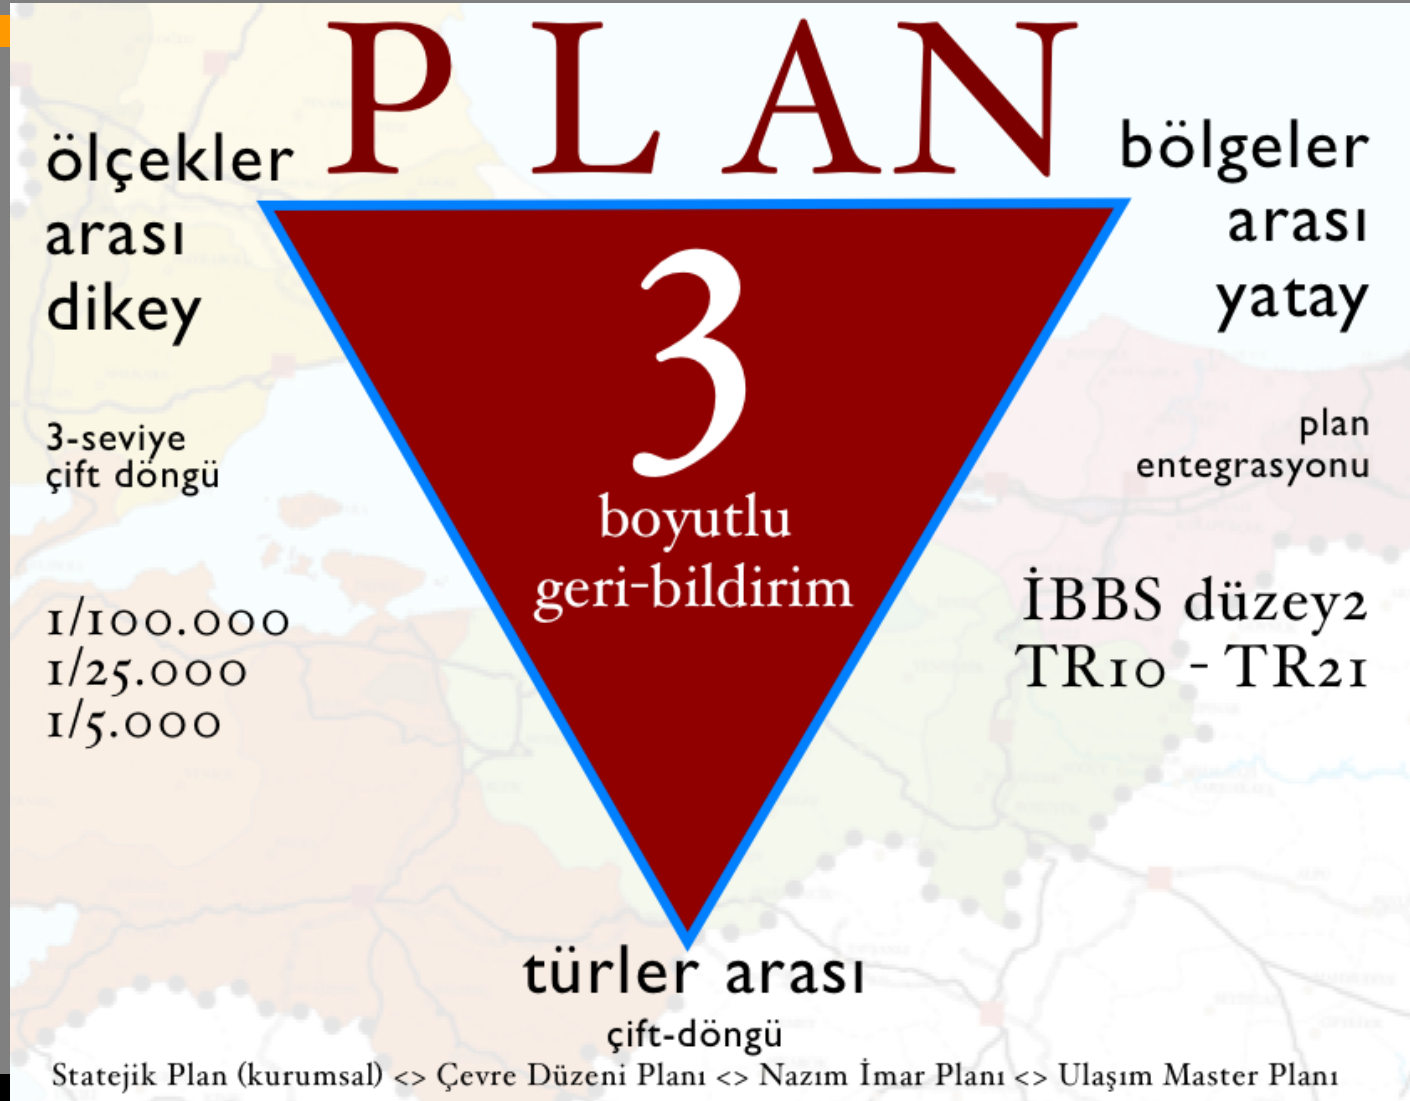 PLAN
ölçekler
arası
dikey
3-seviye
çift döngü
1/100.000
1/25.000
1/5.000
3
boyutlu
geri-bildirim
bölgeler
arası
yatay
plan
entegrasyonu
İBBS düzey2
TR10 - TR21
türler arası
çift-döngü
Statejik Plan (kurumsal) <> Çevre Düzeni Planı <> Nazım İmar Planı <> Ulaşım Master Planı